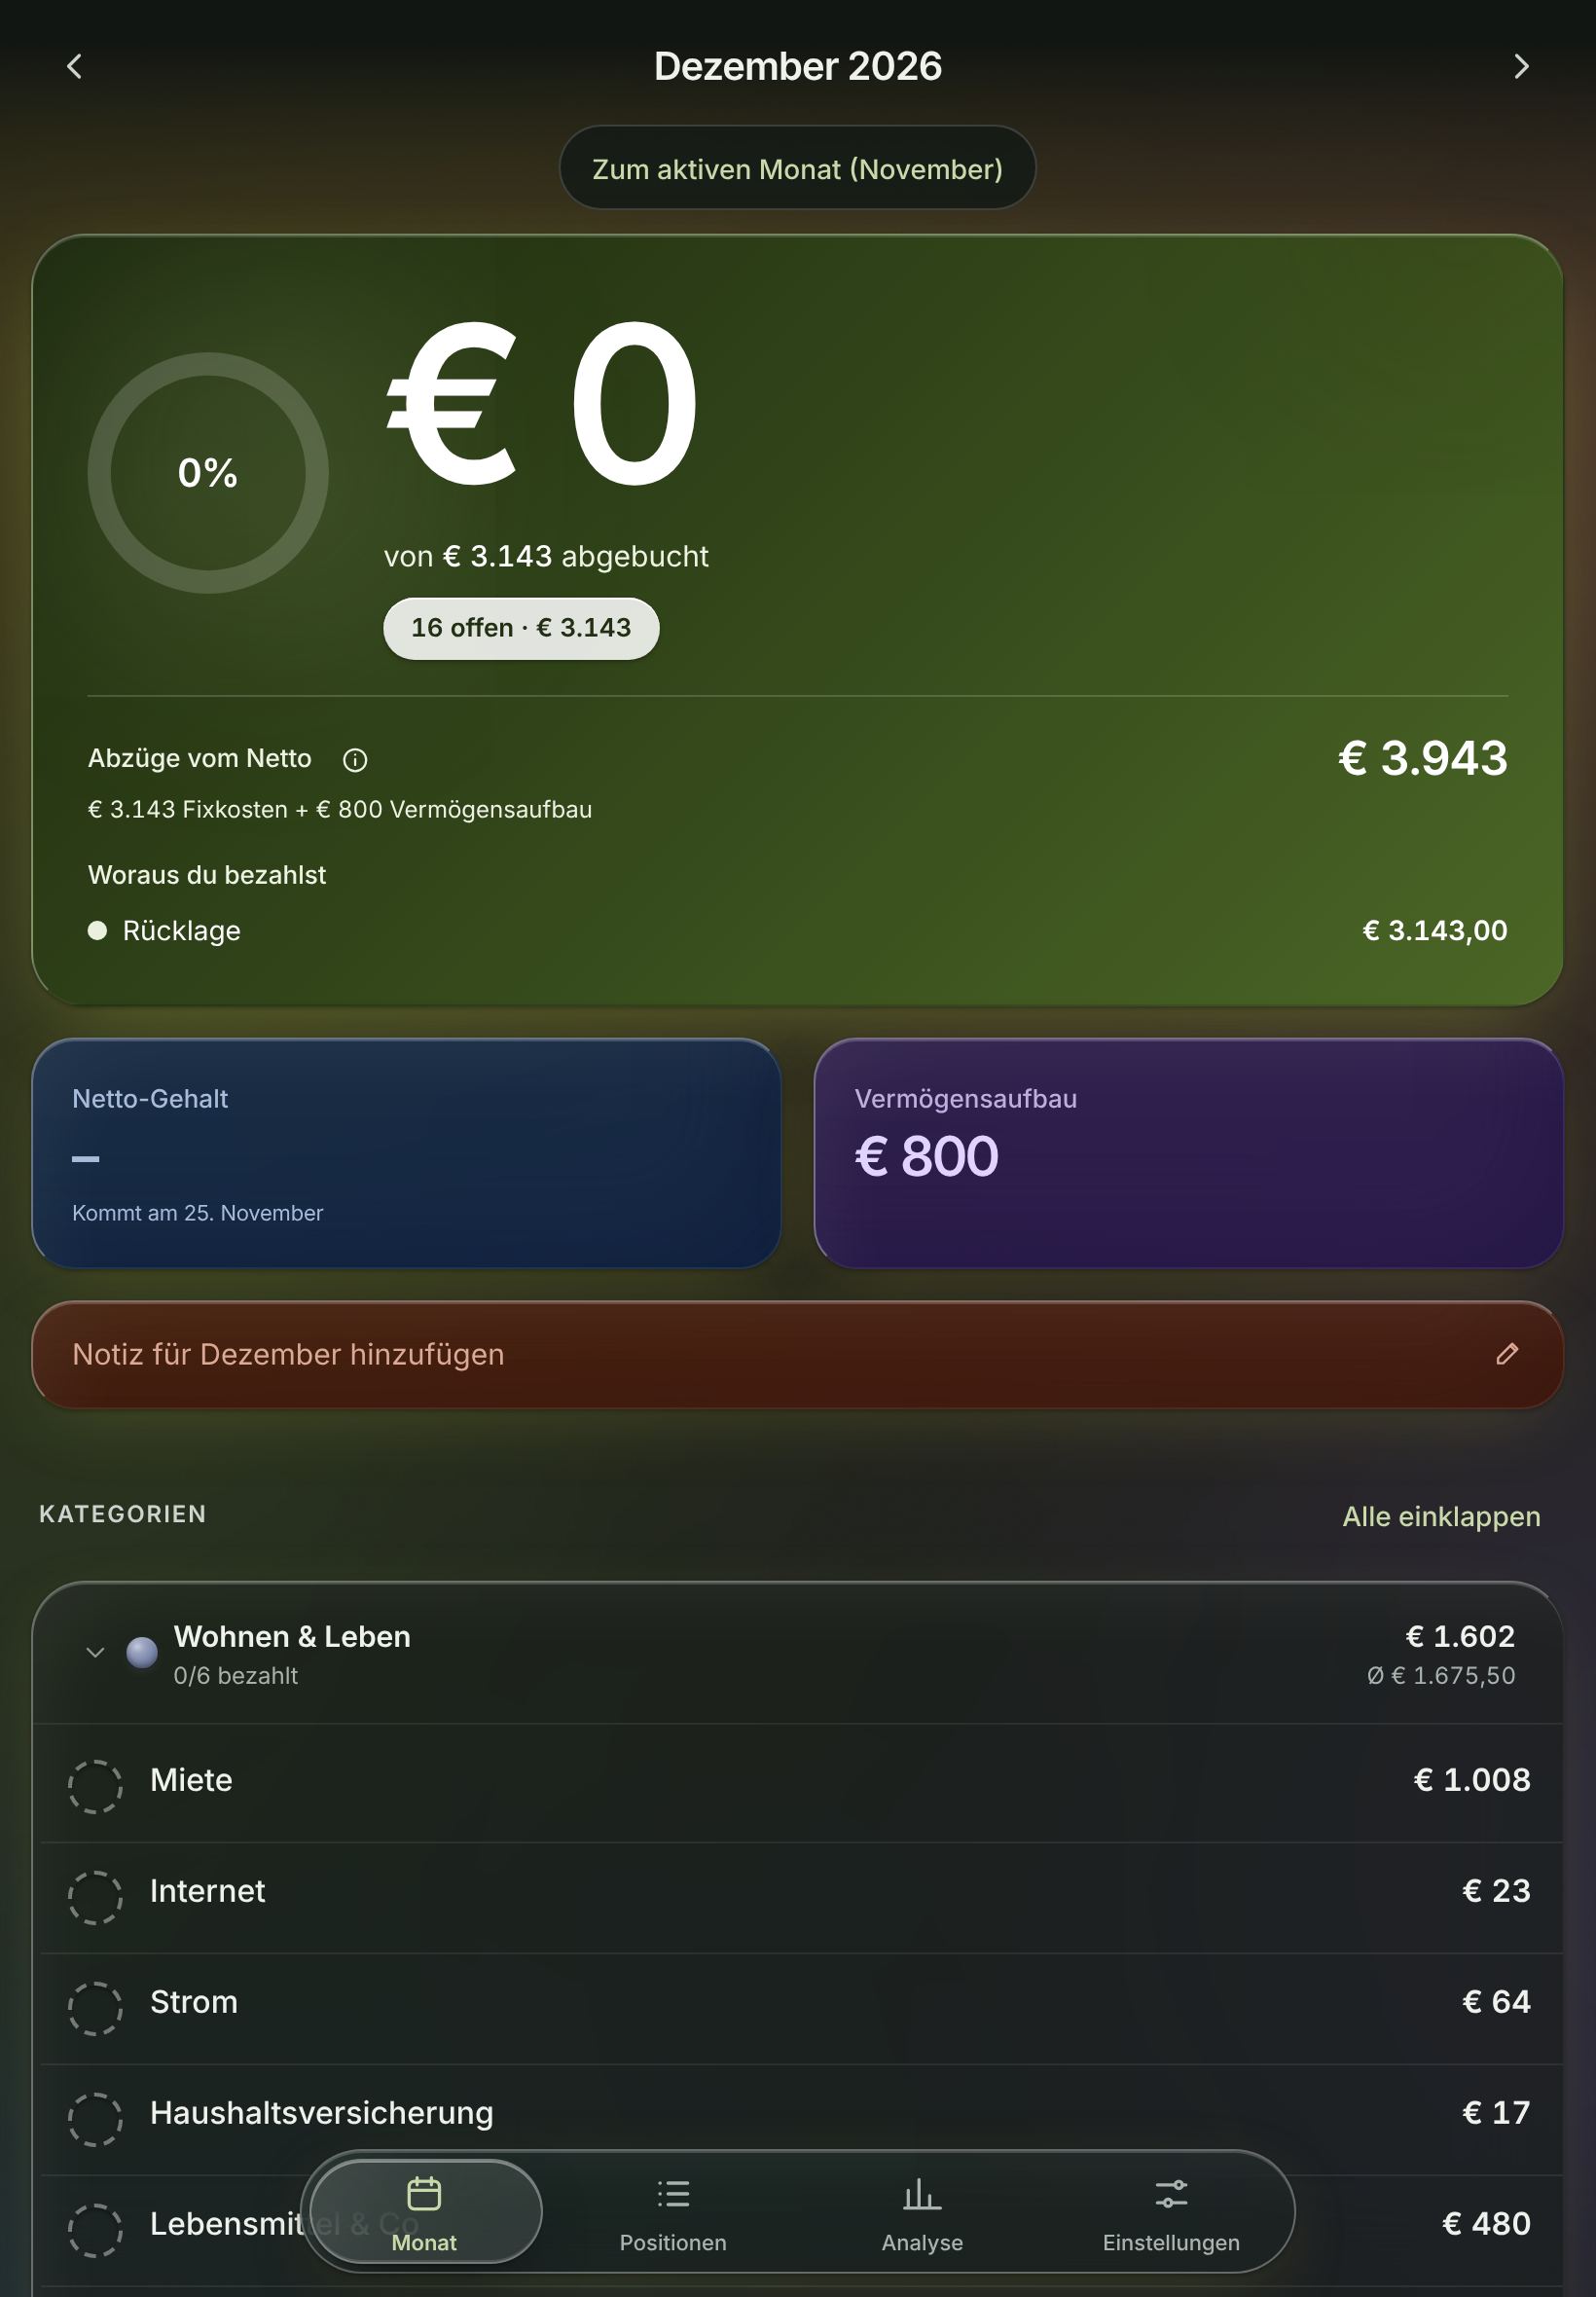 Dezember 2026
Zum aktiven Monat (November)
€ 0
0%
von € 3.143 abgebucht
16 offen · € 3.143
Abzüge vom Netto € 3.943
€ 3.143 Fixkosten + € 800 Vermögensaufbau
Woraus du bezahlst
Rücklage € 3.143,00
Netto-Gehalt
–
Kommt am 25. November
Vermögensaufbau
€ 800
Notiz für Dezember hinzufügen
KATEGORIEN Alle einklappen
Wohnen & Leben € 1.602
0/6 bezahlt Ø € 1.675,50
Miete € 1.008
Internet € 23
Strom € 64
Haushaltsversicherung € 17
Lebensmittel & Co € 480
Monat Positionen Analyse Einstellungen